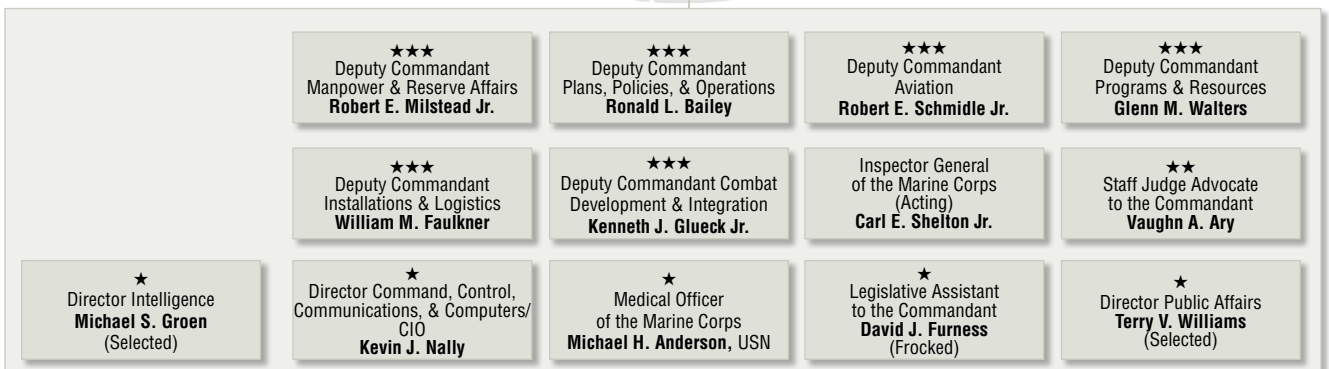 ★★★
Deputy Commandant
Manpower & Reserve Affairs
Robert E. Milstead Jr.
★★★
Deputy Commandant
Plans, Policies, & Operations
Ronald L. Bailey
★★★
Deputy Commandant
Aviation
Robert E. Schmidle Jr.
★★★
Deputy Commandant
Programs & Resources
Glenn M. Walters
★★★
Deputy Commandant
Installations & Logistics
William M. Faulkner
★★★
Deputy Commandant Combat
Development & Integration
Kenneth J. Glueck Jr.
Inspector General
of the Marine Corps
(Acting)
Carl E. Shelton Jr.
★★
Staff Judge Advocate
to the Commandant
Vaughn A. Ary
★
Director Intelligence
Michael S. Groen
(Selected)
★
Director Command, Control,
Communications, & Computers/
CIO
Kevin J. Nally
★
Medical Officer
of the Marine Corps
Michael H. Anderson, USN
★
Legislative Assistant
to the Commandant
David J. Furness
(Frocked)
★
Director Public Affairs
Terry V. Williams
(Selected)